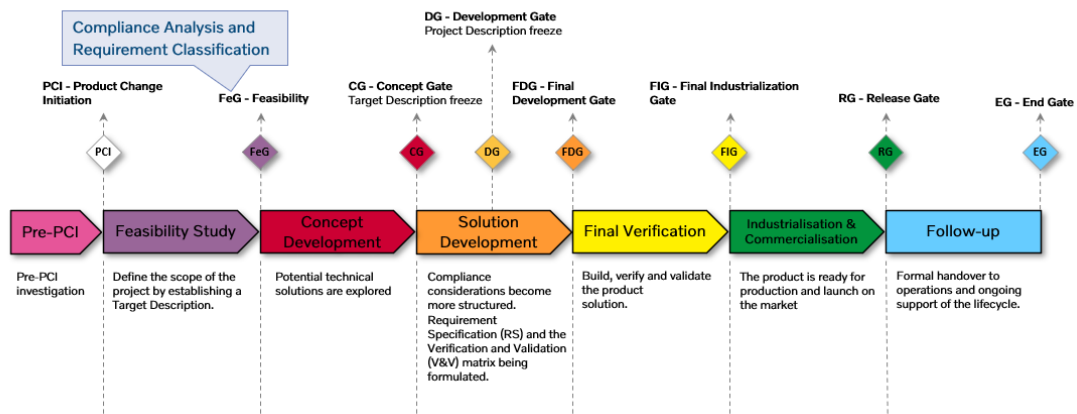 Compliance Analysis and
Requirement Classification
DG - Development Gate
Project Description freeze
PCI - Product Change
Initiation
FeG - Feasibility
CG - Concept Gate
Target Description freeze
FDG - Final
Development Gate
FIG - Final Industrialization
Gate
RG - Release Gate
EG - End Gate
PCI
FeG
CG
DG
FDG
FIG
RG
EG
Pre-PCI
Feasibility Study
Concept
Development
Solution
Development
Final Verification
Industrialisation &
Commercialisation
Follow-up
Pre-PCI
investigation
Define the scope of the
project by establishing a
Target Description.
Potential technical
solutions are explored
Compliance
considerations become
more structured.
Requirement
Specification (RS) and the
Verification and Validation
(V&V) matrix being
formulated.
Build, verify and validate
the product
solution.
The product is ready for
production and launch on
the market
Formal handover to
operations and ongoing
support of the lifecycle.